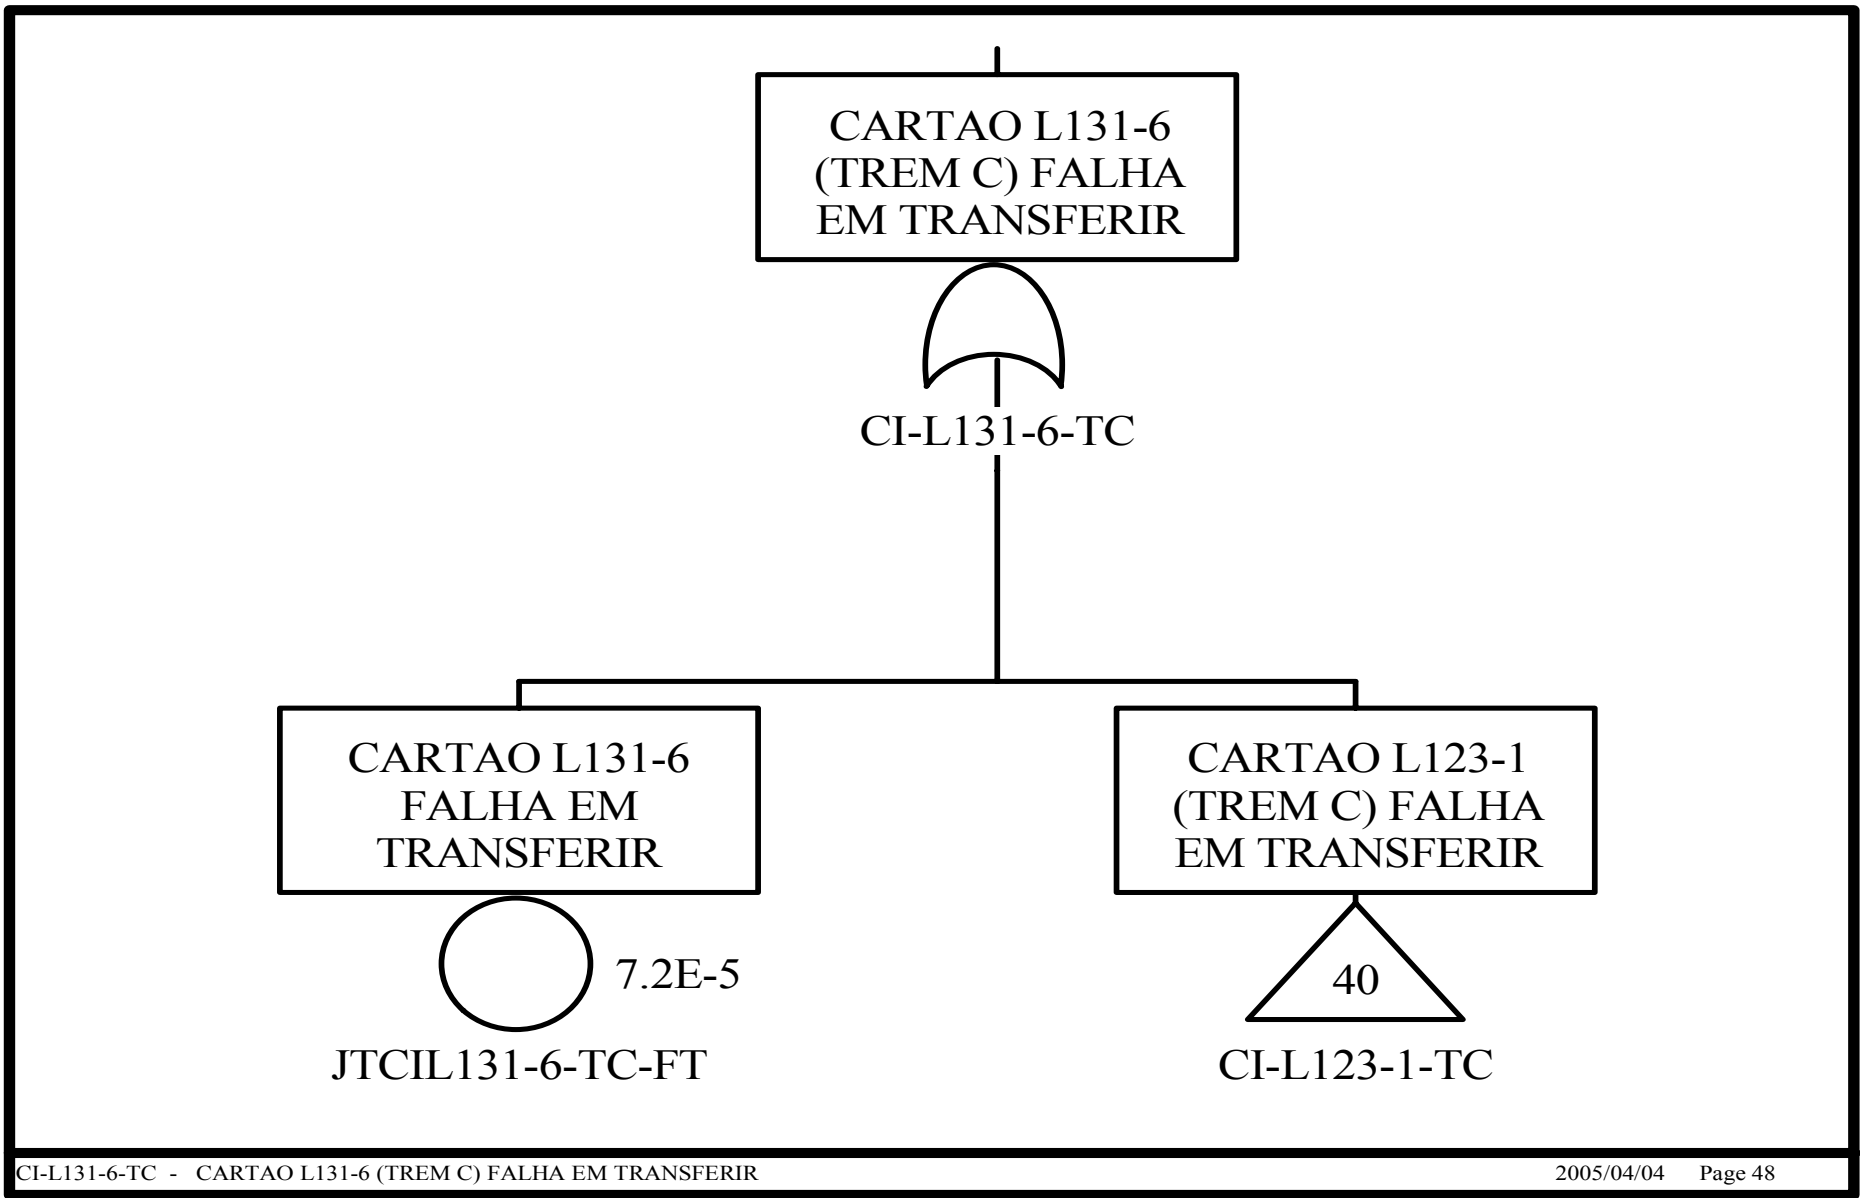 CARTAO L131-6
(TREM C) FALHA
EM TRANSFERIR
CI-L131-6-TC
CARTAO L131-6
FALHA EM
TRANSFERIR
7.2E-5
JTCIL131-6-TC-FT
CARTAO L123-1
(TREM C) FALHA
EM TRANSFERIR
40
CI-L123-1-TC
CI-L131-6-TC - CARTAO L131-6 (TREM C) FALHA EM TRANSFERIR 2005/04/04 Page 48